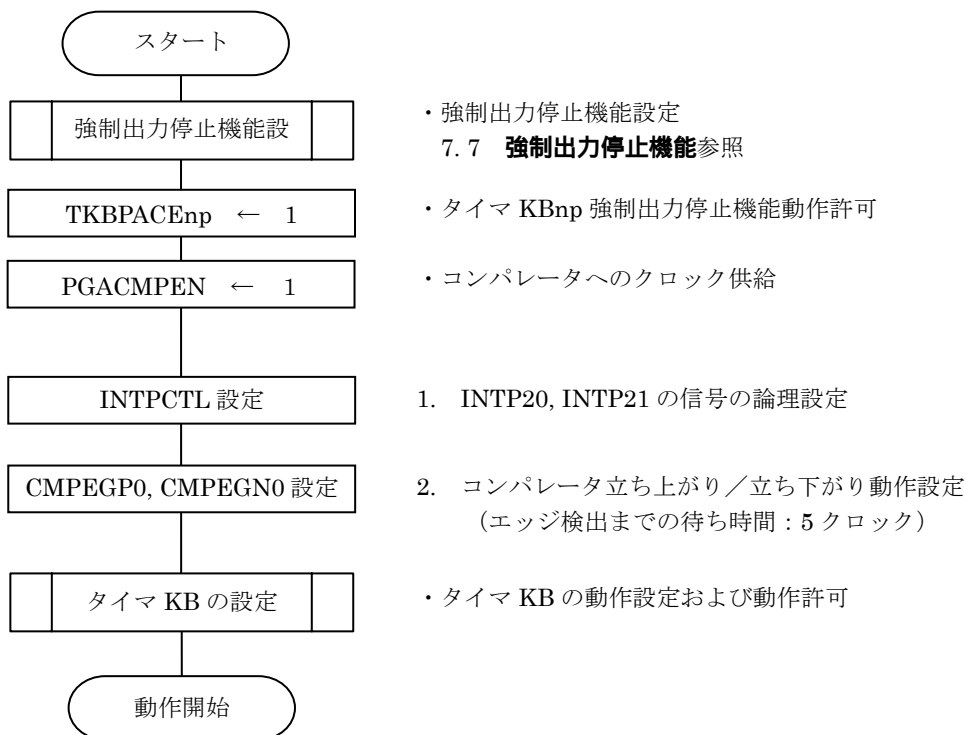 スタート
強制出力停止機能設
・強制出力停止機能設定
7.7 強制出力停止機能参照
TKBPACEnp ← 1
・タイマ KBnp 強制出力停止機能動作許可
PGACMPEN ← 1
・コンパレータへのクロック供給
INTPCTL 設定
1. INTP20, INTP21 の信号の論理設定
CMPEGP0, CMPEGN0 設定
2. コンパレータ立ち上がり／立ち下がり動作設定
（エッジ検出までの待ち時間：5 クロック）
タイマ KB の設定
・タイマ KB の動作設定および動作許可
動作開始